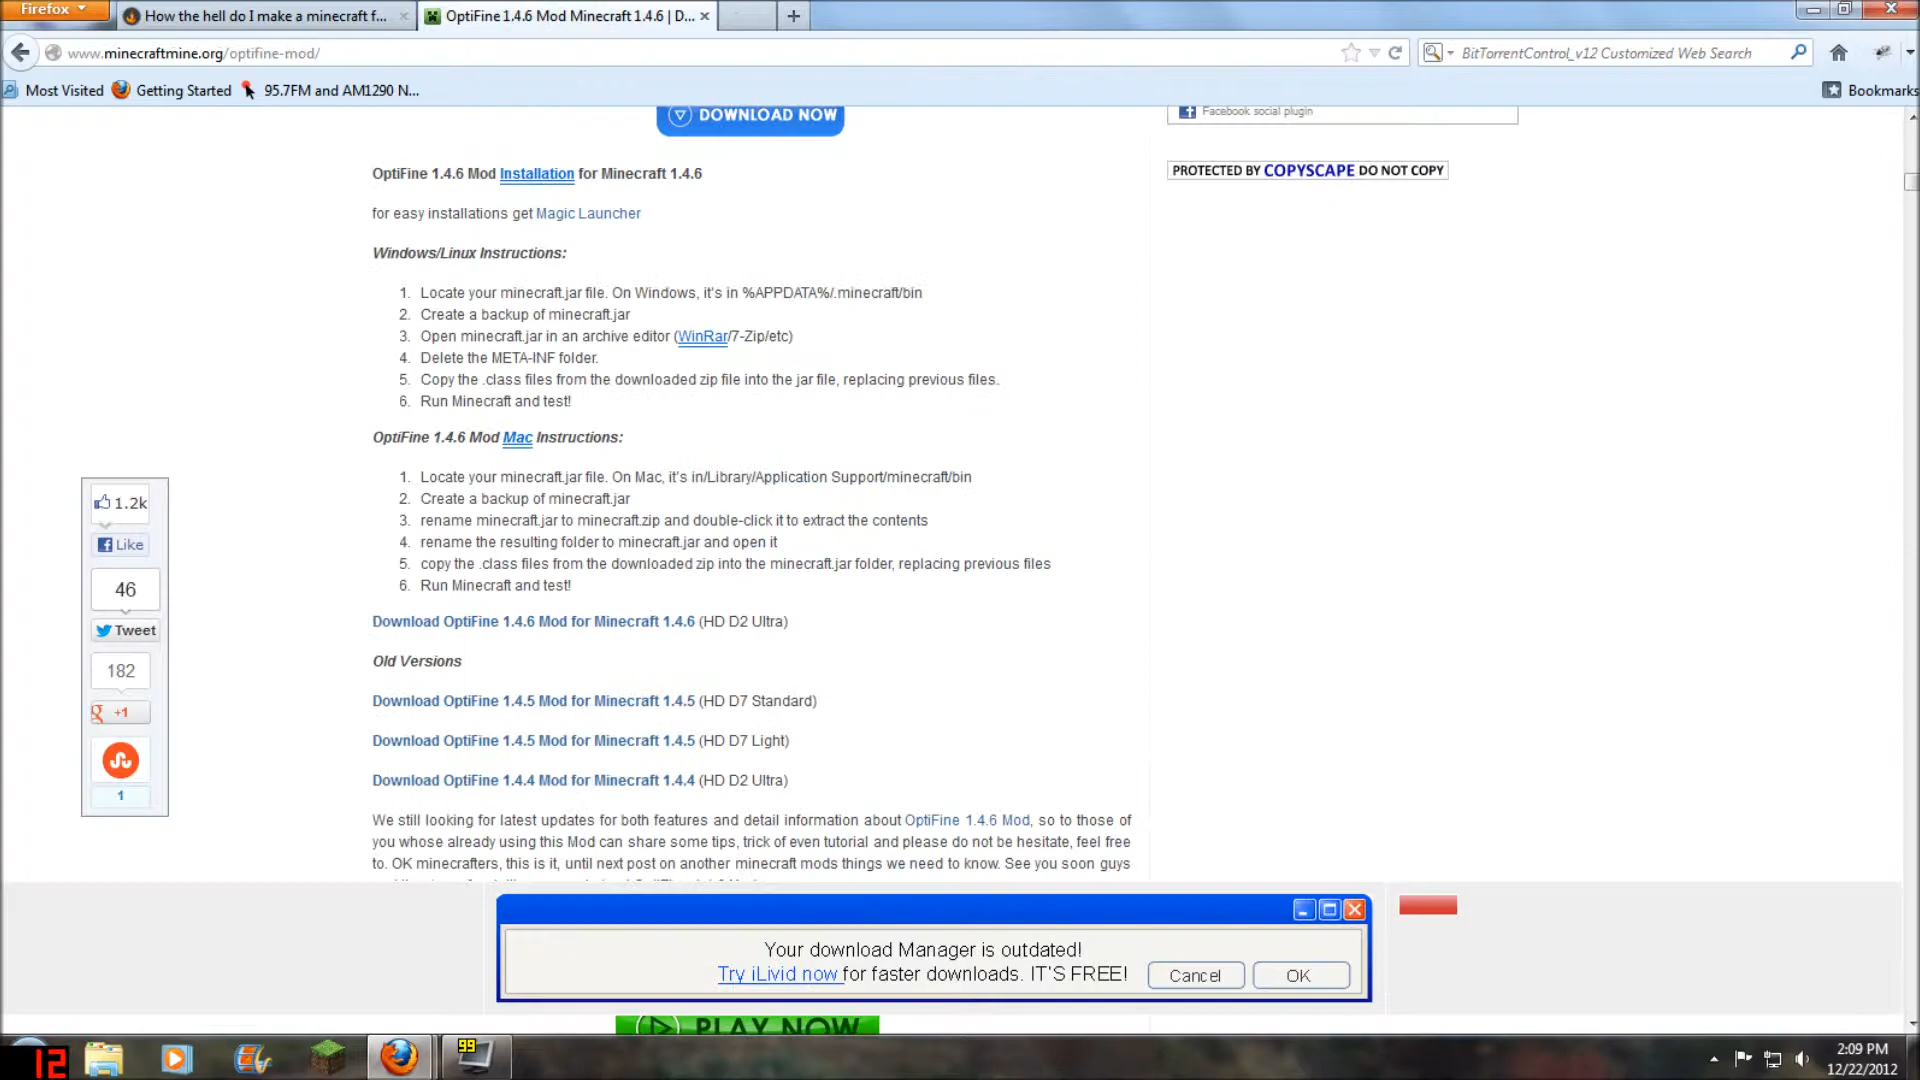 Firefox
How the hell do I make a minecraft f...
OptiFine 1.4.6 Mod Minecraft 1.4.6 | D...
www.minecraftmine.org/optifine-mod/
BitTorrentControl_v12 Customized Web Search
Most Visited
Getting Started
95.7FM and AM1290 N...
Bookmarks
DOWNLOAD NOW
Facebook social plugin
PROTECTED BY COPYSCAPE DO NOT COPY
OptiFine 1.4.6 Mod Installation for Minecraft 1.4.6
for easy installations get Magic Launcher
Windows/Linux Instructions:
1. Locate your minecraft.jar file. On Windows, it's in %APPDATA%/.minecraft/bin
2. Create a backup of minecraft.jar
3. Open minecraft.jar in an archive editor (WinRar/7-Zip/etc)
4. Delete the META-INF folder.
5. Copy the .class files from the downloaded zip file into the jar file, replacing previous files.
6. Run Minecraft and test!
OptiFine 1.4.6 Mod Mac Instructions:
1. Locate your minecraft.jar file. On Mac, it's in/Library/Application Support/minecraft/bin
2. Create a backup of minecraft.jar
3. rename minecraft.jar to minecraft.zip and double-click it to extract the contents
4. rename the resulting folder to minecraft.jar and open it
5. copy the .class files from the downloaded zip into the minecraft.jar folder, replacing previous files
6. Run Minecraft and test!
1.2k
Like
46
Tweet
182
+1
1
Download OptiFine 1.4.6 Mod for Minecraft 1.4.6 (HD D2 Ultra)
Old Versions
Download OptiFine 1.4.5 Mod for Minecraft 1.4.5 (HD D7 Standard)
Download OptiFine 1.4.5 Mod for Minecraft 1.4.5 (HD D7 Light)
Download OptiFine 1.4.4 Mod for Minecraft 1.4.4 (HD D2 Ultra)
We still looking for latest updates for both features and detail information about OptiFine 1.4.6 Mod, so to those of
you whose already using this Mod can share some tips, trick of even tutorial and please do not be hesitate, feel free
to. OK minecrafters, this is it, until next post on another minecraft mods things we need to know. See you soon guys
Your download Manager is outdated!
Try iLivid now for faster downloads. IT'S FREE!
Cancel
OK
PLAY NOW
12
99
2:09 PM
12/22/2012